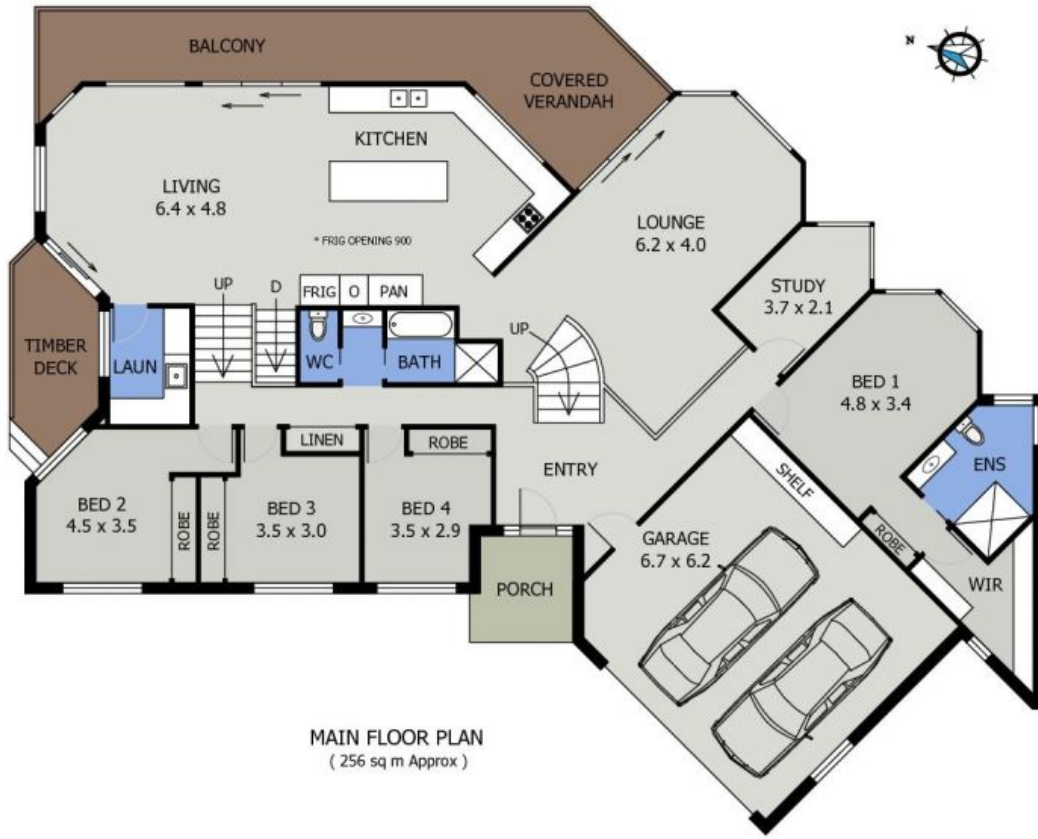 BALCONY
N
COVERED
VERANDAH
KITCHEN
LIVING
6.4 x 4.8
LOUNGE
6.2 x 4.0
* FRIG OPENING 900
STUDY
3.7 x 2.1
UP
D
FRIG
O
PAN
TIMBER
DECK
LAUN
WC
BATH
UP
BED 1
4.8 x 3.4
LINEN
ROBE
ENTRY
SHELF
ENS
BED 2
4.5 x 3.5
ROBE
ROBE
BED 3
3.5 x 3.0
BED 4
3.5 x 2.9
GARAGE
6.7 x 6.2
ROBE
WIR
PORCH
MAIN FLOOR PLAN
( 256 sq m Approx )